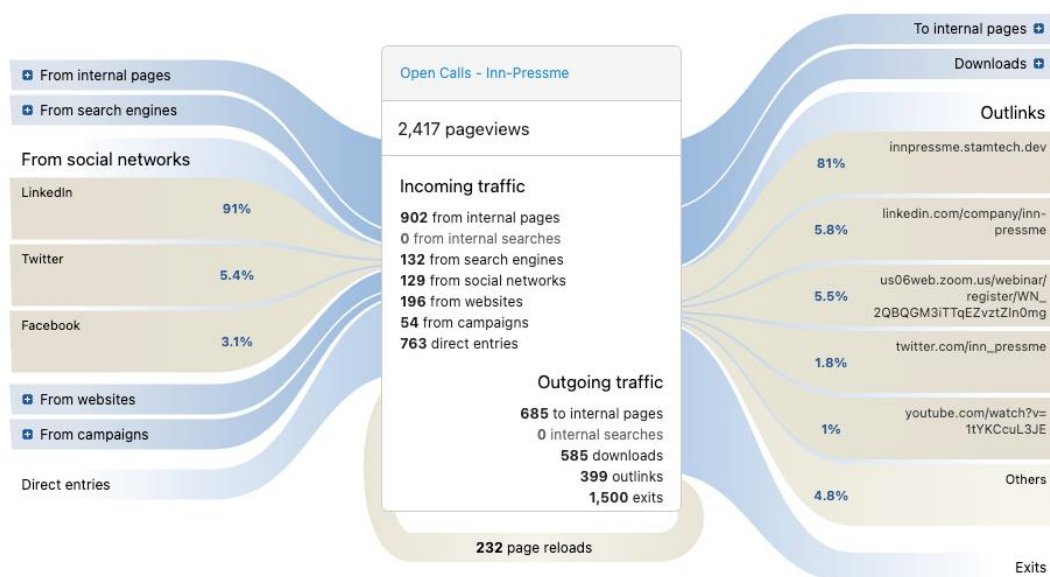 From internal pages
From search engines
From social networks
LinkedIn
91%
Twitter
5.4%
Facebook
3.1%
From websites
From campaigns
Direct entries
Open Calls - Inn-Pressme
2,417 pageviews
Incoming traffic
902 from internal pages
0 from internal searches
132 from search engines
129 from social networks
196 from websites
54 from campaigns
763 direct entries
Outgoing traffic
685 to internal pages
0 internal searches
585 downloads
399 outlinks
1,500 exits
232 page reloads
To internal pages
Downloads
Outlinks
innpressme.stamtech.dev
81%
linkedin.com/company/inn-
pressme
5.8%
us06web.zoom.us/webinar/
register/WN_
2QBQGM3iTTqEZvztZIn0mg
5.5%
twitter.com/inn_pressme
1.8%
youtube.com/watch?v=
1tYKCcuL3JE
1%
Others
4.8%
Exits